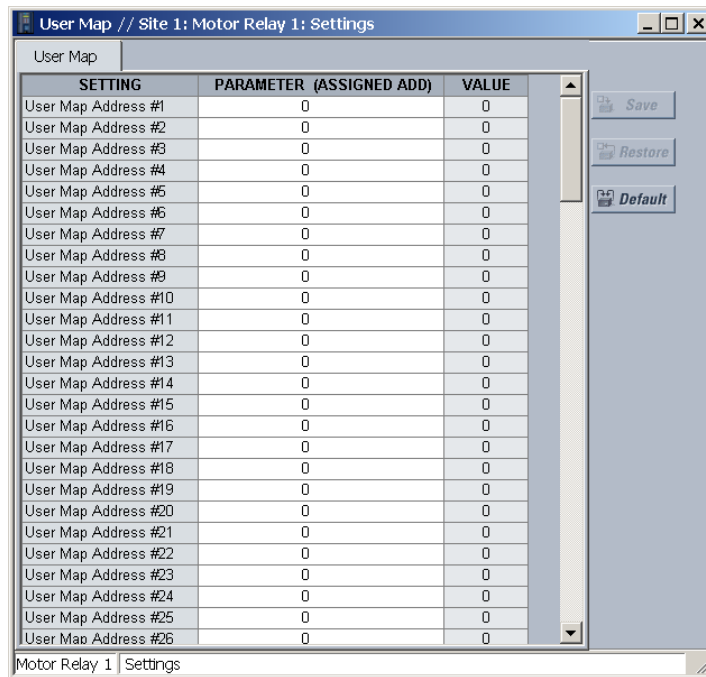 User Map // Site 1: Motor Relay 1: Settings
User Map
SETTING PARAMETER (ASSIGNED ADD) VALUE
User Map Address #1 0 0
User Map Address #2 0 0
User Map Address #3 0 0
User Map Address #4 0 0
User Map Address #5 0 0
User Map Address #6 0 0
User Map Address #7 0 0
User Map Address #8 0 0
User Map Address #9 0 0
User Map Address #10 0 0
User Map Address #11 0 0
User Map Address #12 0 0
User Map Address #13 0 0
User Map Address #14 0 0
User Map Address #15 0 0
User Map Address #16 0 0
User Map Address #17 0 0
User Map Address #18 0 0
User Map Address #19 0 0
User Map Address #20 0 0
User Map Address #21 0 0
User Map Address #22 0 0
User Map Address #23 0 0
User Map Address #24 0 0
User Map Address #25 0 0
User Map Address #26 0 0
Save
Restore
Default
Motor Relay 1 Settings